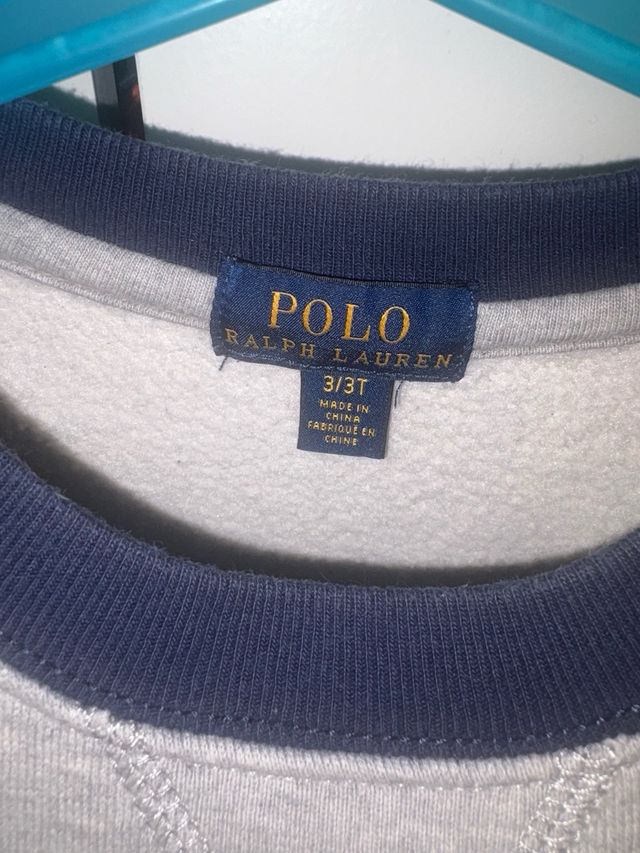 POLO
RALPH LAUREN
3/3T
MADE IN
CHINA
FABRIQUÉ EN
CHINE